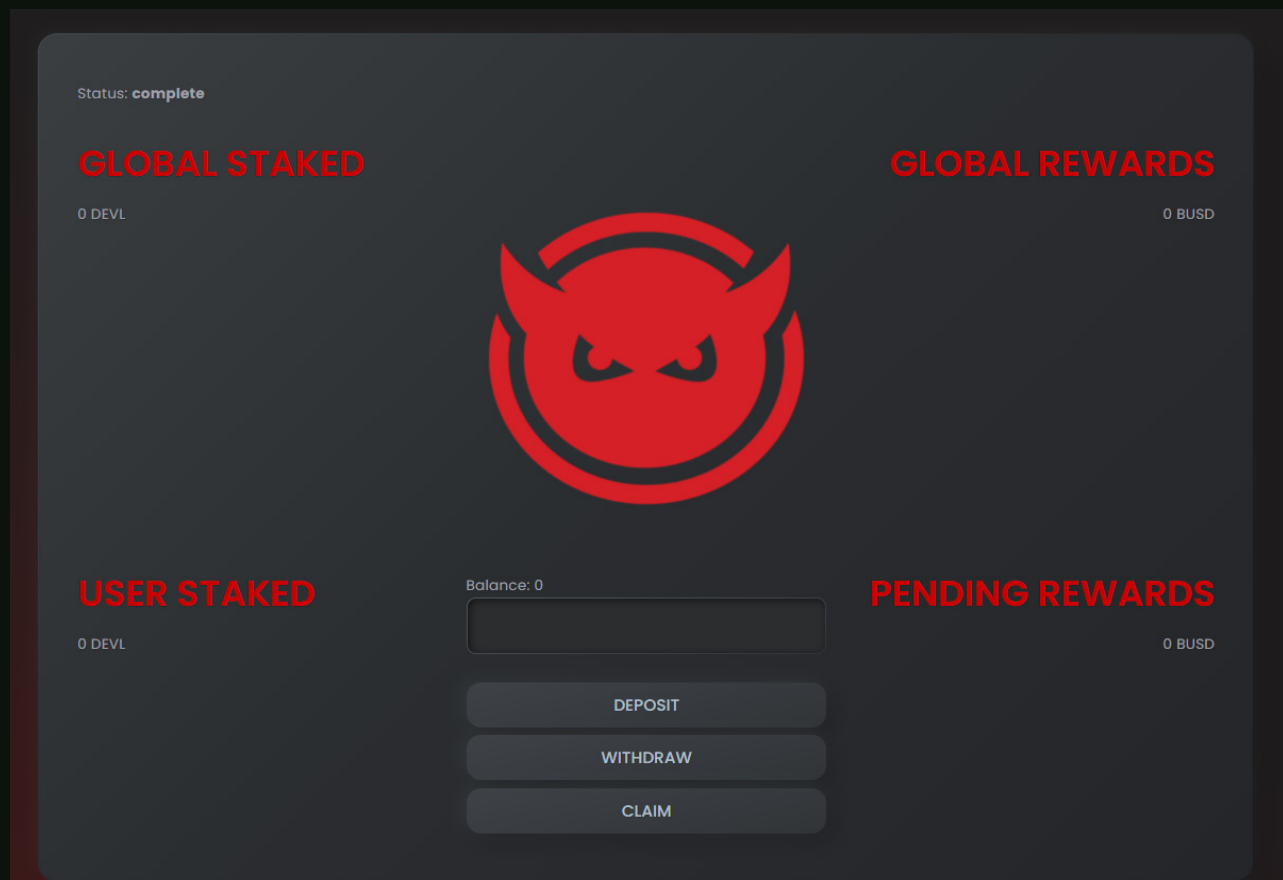 Status: complete
GLOBAL STAKED
0 DEVL
GLOBAL REWARDS
0 BUSD
USER STAKED
0 DEVL
Balance: 0
DEPOSIT
WITHDRAW
CLAIM
PENDING REWARDS
0 BUSD